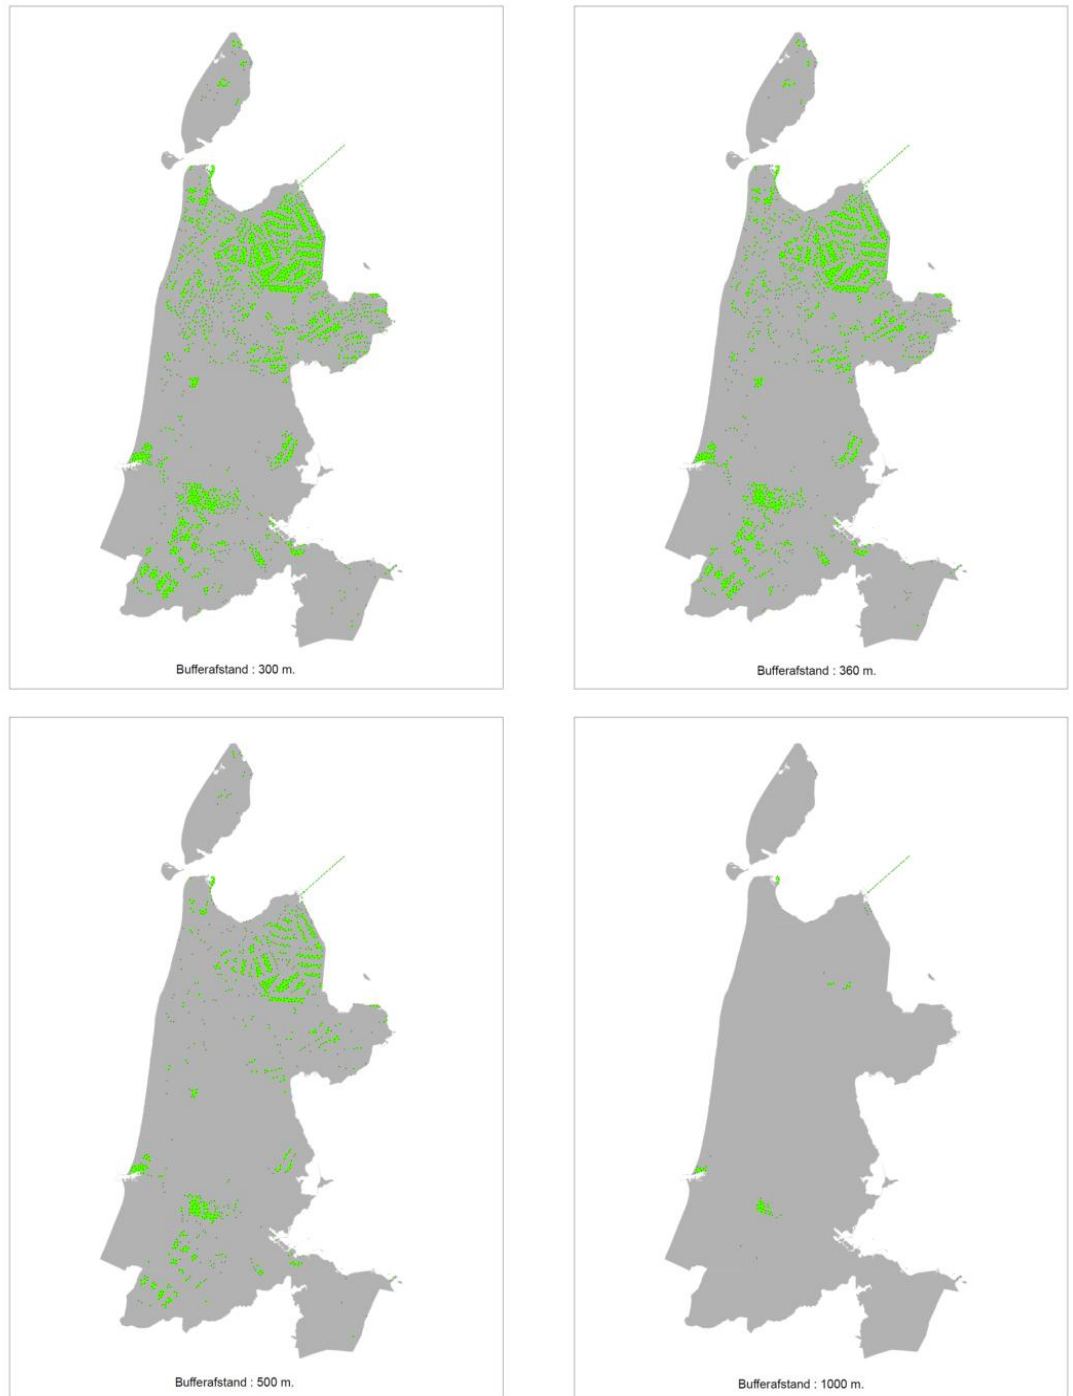 Bufferafstand : 300 m.
Bufferafstand : 360 m.
Bufferafstand : 500 m.
Bufferafstand : 1000 m.